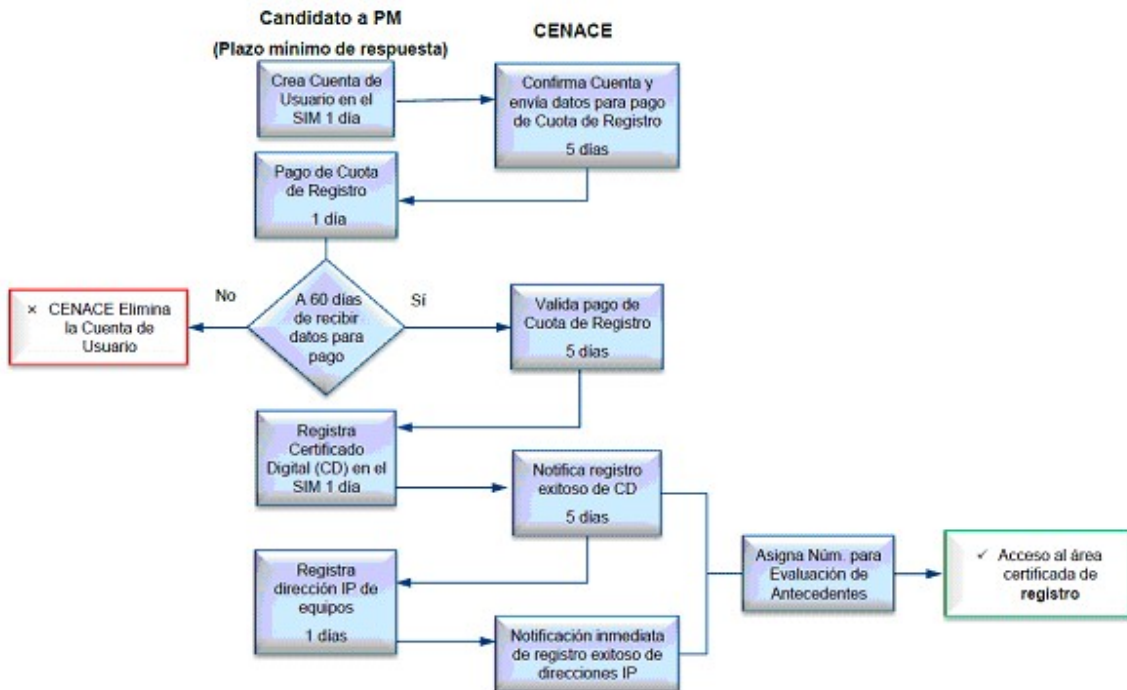 Candidato a PM
(Plazo mínimo de respuesta)
CENACE
Crea Cuenta de
Usuario en el
SIM 1 día
Confirma Cuenta y
envía datos para pago
de Cuota de Registro
5 días
Pago de Cuota
de Registro
1 día
A 60 días
de recibir
datos para
pago
No
Sí
× CENACE Elimina
la Cuenta de
Usuario
Valida pago de
Cuota de Registro
5 días
Registra
Certificado
Digital (CD) en el
SIM 1 día
Notifica registro
exitoso de CD
5 días
Registra
dirección IP de
equipos
1 días
Notificación inmediata
de registro exitoso de
direcciones IP
Asigna Núm. para
Evaluación de
Antecedentes
✓ Acceso al área
certificada de
registro